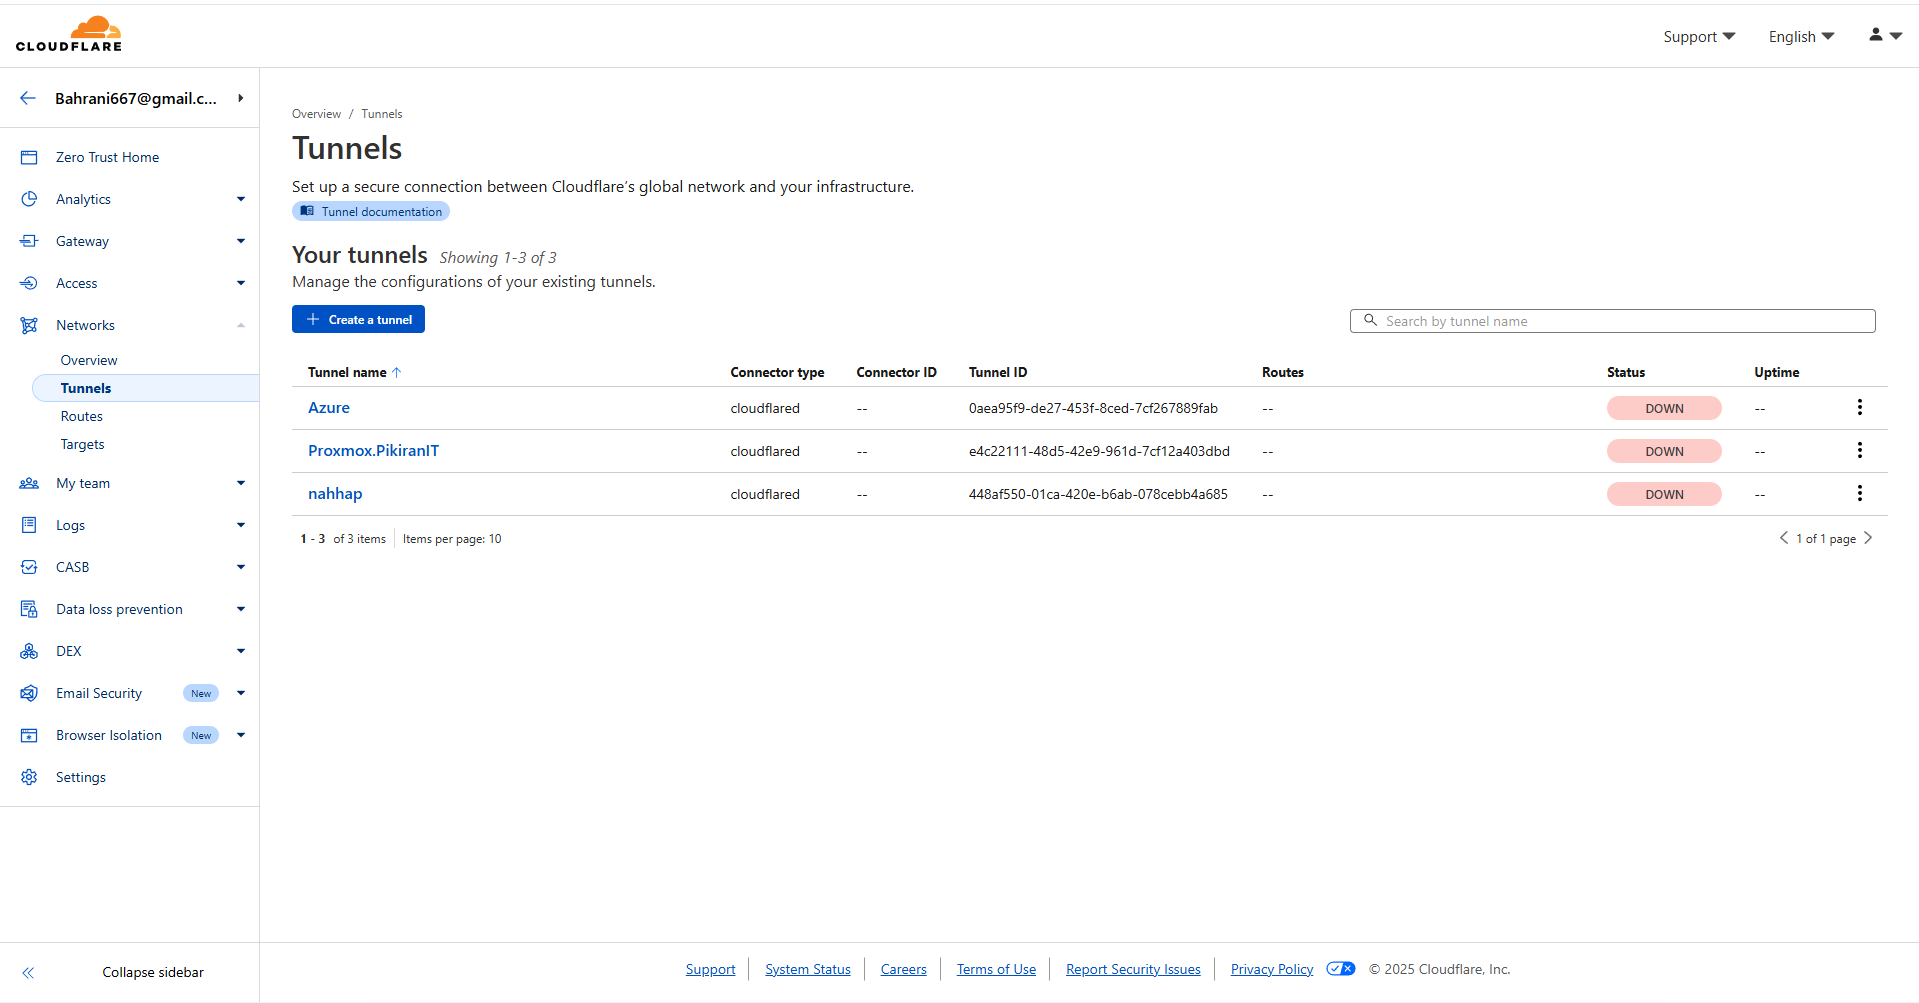 CLOUDFLARE
Support
English
Bahrani667@gmail.c...
Zero Trust Home
Analytics
Gateway
Access
Networks
Overview
Tunnels
Routes
Targets
My team
Logs
CASB
Data loss prevention
DEX
Email Security New
Browser Isolation New
Settings
Collapse sidebar
Overview / Tunnels
Tunnels
Set up a secure connection between Cloudflare’s global network and your infrastructure.
Tunnel documentation
Your tunnels Showing 1-3 of 3
Manage the configurations of your existing tunnels.
Create a tunnel
Search by tunnel name
Tunnel name Connector type Connector ID Tunnel ID Routes Status Uptime
Azure cloudflared -- 0aea95f9-de27-453f-8ced-7cf267889fab -- DOWN --
Proxmox.PikiranIT cloudflared -- e4c22111-48d5-42e9-961d-7cf12a403dbd -- DOWN --
nahhap cloudflared -- 448af550-01ca-420e-b6ab-078cebb4a685 -- DOWN --
1 - 3 of 3 items Items per page: 10
1 of 1 page
Support System Status Careers Terms of Use Report Security Issues Privacy Policy © 2025 Cloudflare, Inc.